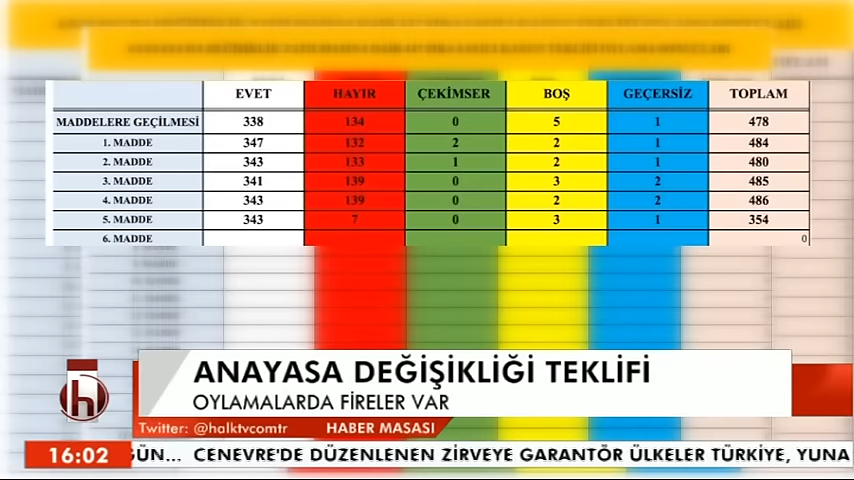 EVET HAYIR ÇEKİMSER BOŞ GEÇERSİZ TOPLAM
MADDELERE GEÇİLMESİ 338 134 0 5 1 478
1. MADDE 347 132 2 2 1 484
2. MADDE 343 133 1 2 1 480
3. MADDE 341 139 0 3 2 485
4. MADDE 343 139 0 2 2 486
5. MADDE 343 7 0 3 1 354
6. MADDE 0
ANAYASA DEĞİŞİKLİĞİ TEKLİFİ
OYLAMALARDA FİRELER VAR
h
Twitter: @halktvcomtr HABER MASASI
16:02 GÜN... CENEVRE'DE DÜZENLENEN ZİRVEYE GARANTÖR ÜLKELER TÜRKİYE, YUNA